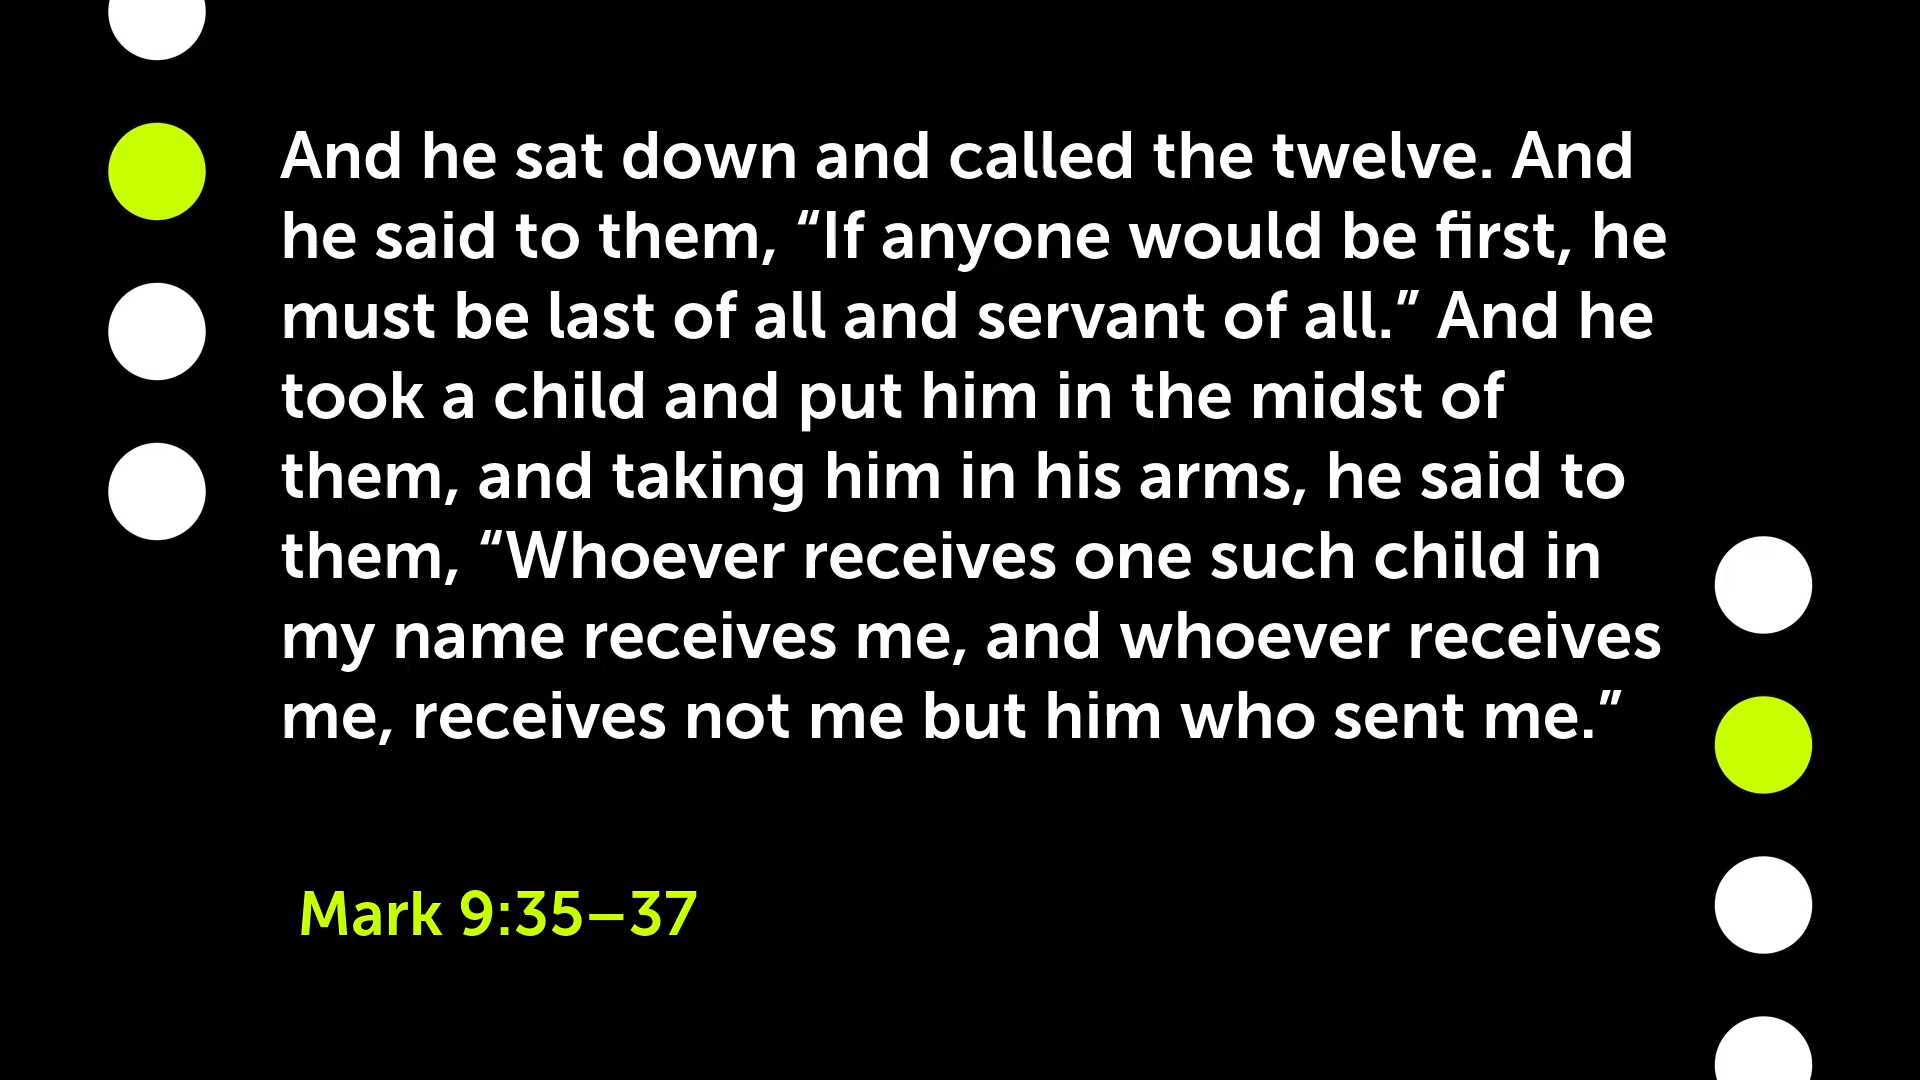 And he sat down and called the twelve. And
he said to them, “If anyone would be first, he
must be last of all and servant of all.” And he
took a child and put him in the midst of
them, and taking him in his arms, he said to
them, “Whoever receives one such child in
my name receives me, and whoever receives
me, receives not me but him who sent me.”
Mark 9:35–37